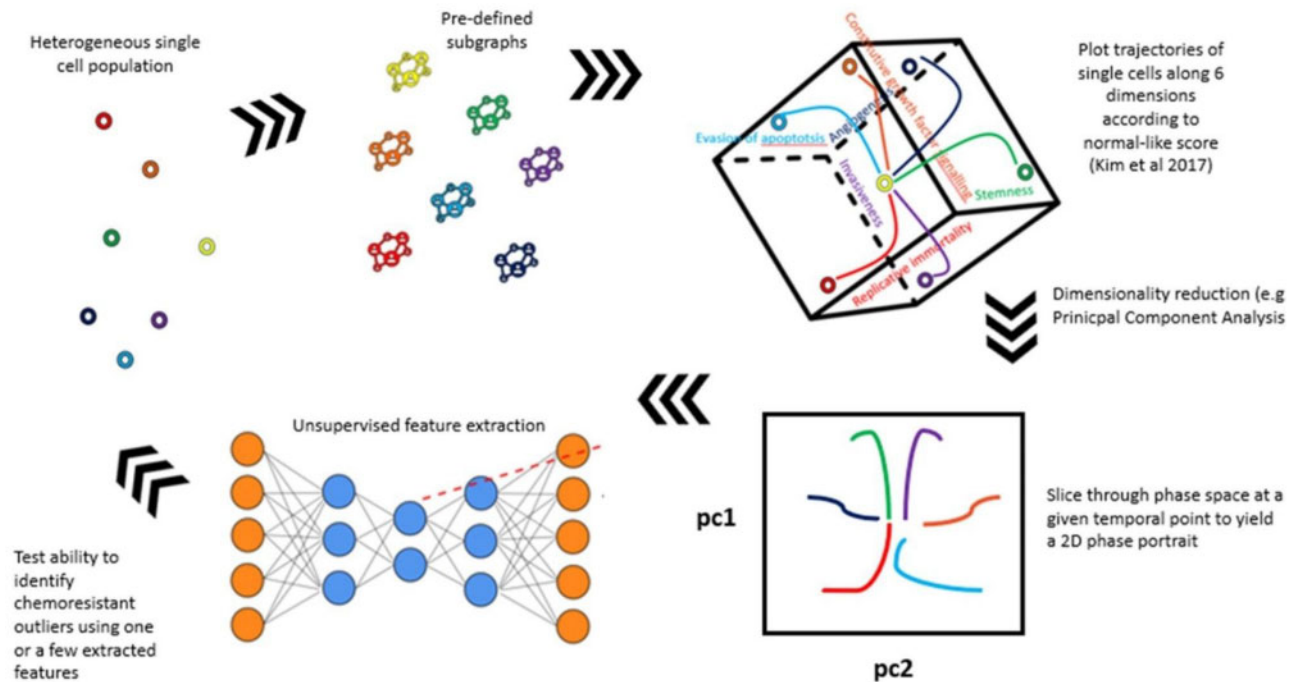 Heterogeneous single
cell population
Pre-defined
subgraphs
Constitutive growth factor signalling
Angiogenesis
Evasion of apoptotsis
Invasiveness
Stemness
Replicative immortality
Plot trajectories of
single cells along 6
dimensions
according to
normal-like score
(Kim et al 2017)
Dimensionality reduction (e.g
Prinicpal Component Analysis
pc1
pc2
Slice through phase space at a
given temporal point to yield
a 2D phase portrait
Unsupervised feature extraction
Test ability to
identify
chemoresistant
outliers using one
or a few extracted
features